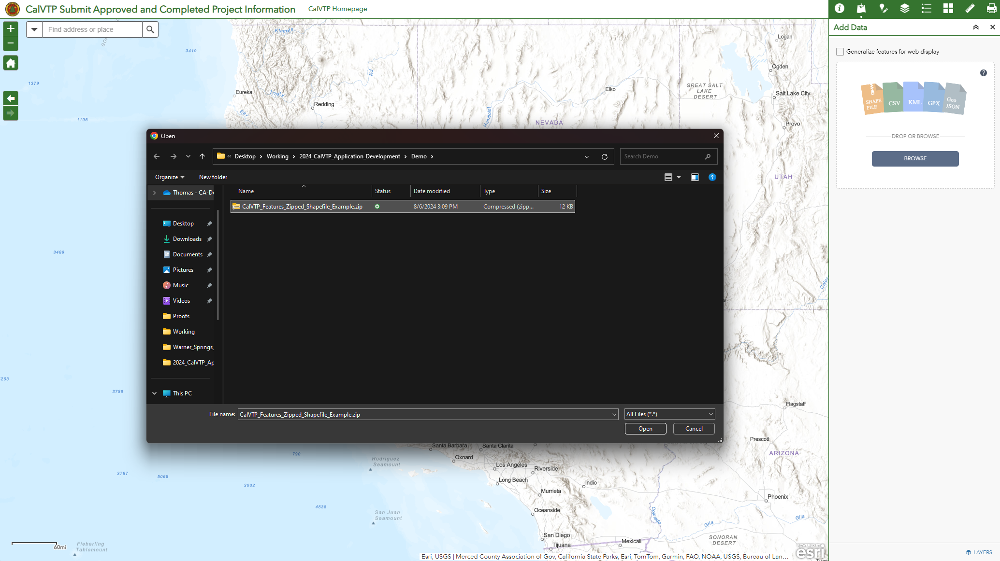 CalVTP Submit Approved and Completed Project Information
CalVTP Homepage
Find address or place
Add Data
Generalize features for web display
SHAPE FILE
CSV
KML
GPX
Geo JSON
DROP OR BROWSE
BROWSE
LAYERS
Open
« Desktop › Working › 2024_CalVTP_Application_Development › Demo ›
Search Demo
Organize
New folder
Name
Status
Date modified
Type
Size
CalVTP_Features_Zipped_Shapefile_Example.zip
8/6/2024 3:09 PM
Compressed (zipp...
12 KB
Thomas - CA-De
Desktop
Downloads
Documents
Pictures
Music
Videos
Proofs
Working
Warner_Springs_
2024_CalVTP_Ap
This PC
File name:
CalVTP_Features_Zipped_Shapefile_Example.zip
All Files (*.*)
Open
Cancel
Klamath
3419
1379
Eureka
Trinity
Pit
Redding
Eel
1195
Humboldt
NEVADA
Elko
GREAT SALT
LAKE
DESERT
Logan
Ogden
Salt Lake City
Provo
UTAH
3489
3789
Flagstaff
Prescott
ARIZONA
Santa Barbara
Santa Clarita
Oxnard
Los Angeles
Riverside
Long Beach
Indio
Murrieta
Phoenix
Oceanside
790
Rodriguez
Seamount
3787
5068
3032
4838
San Juan
Seamount
Colorado
Gila
Gila
San Diego
Tijuana
Mexicali
SONORAN
DESERT
Fieberling
Tablemount
60mi
Esri, USGS | Merced County Association of Gov, California State Parks, Esri, TomTom, Garmin, FAO, NOAA, USGS, Bureau of Lan...
POWERED BY
esri